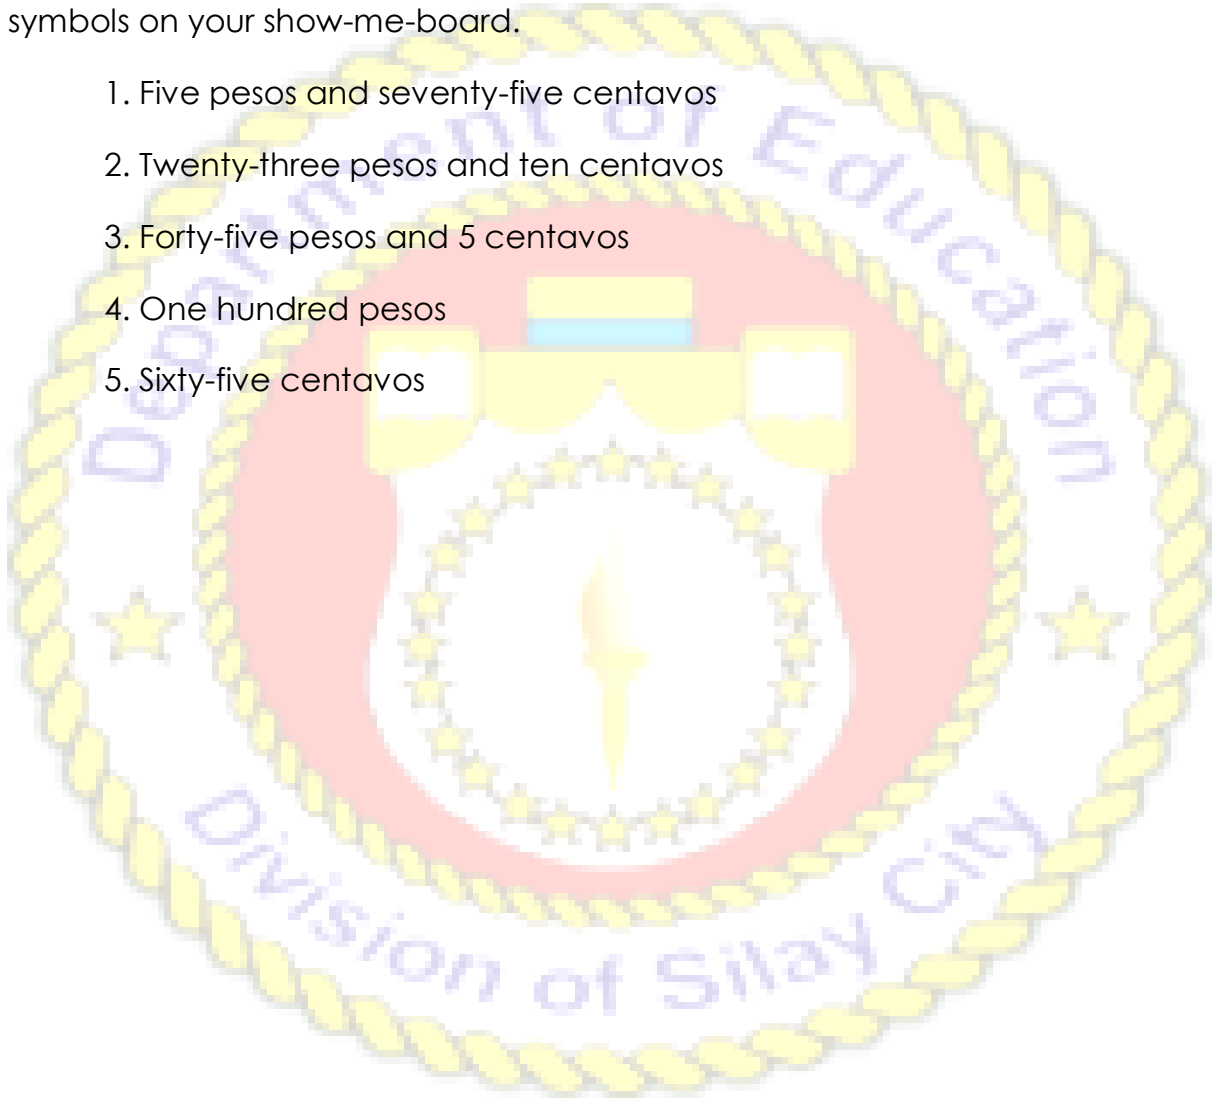 symbols on your show-me-board.
1. Five pesos and seventy-five centavos
2. Twenty-three pesos and ten centavos
3. Forty-five pesos and 5 centavos
4. One hundred pesos
5. Sixty-five centavos
Department of Education
Division of Silay City